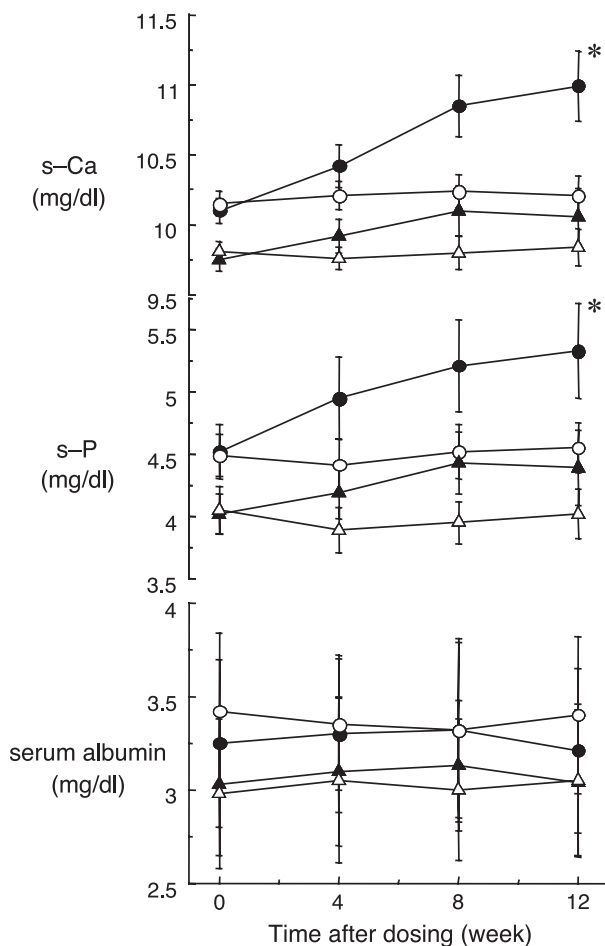 11.5
11
*
10.5
s–Ca
(mg/dl)
10
9.5
5.5
*
5
s–P
(mg/dl)
4.5
4
3.5
4
3.5
serum albumin
(mg/dl)
3
2.5
0 4 8 12
Time after dosing (week)